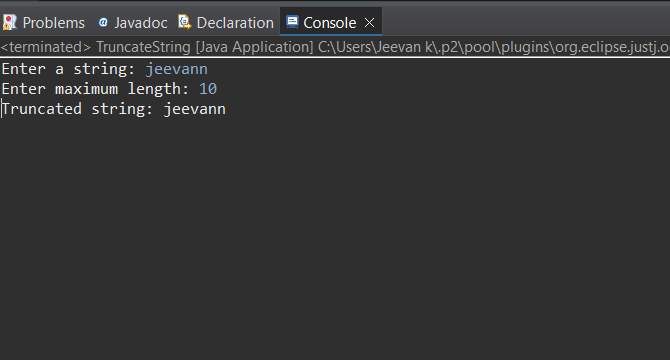 Problems @ Javadoc Declaration Console
<terminated> TruncateString [Java Application] C:\Users\Jeevan k\.p2\pool\plugins\org.eclipse.justj.o
Enter a string: jeevann
Enter maximum length: 10
Truncated string: jeevann